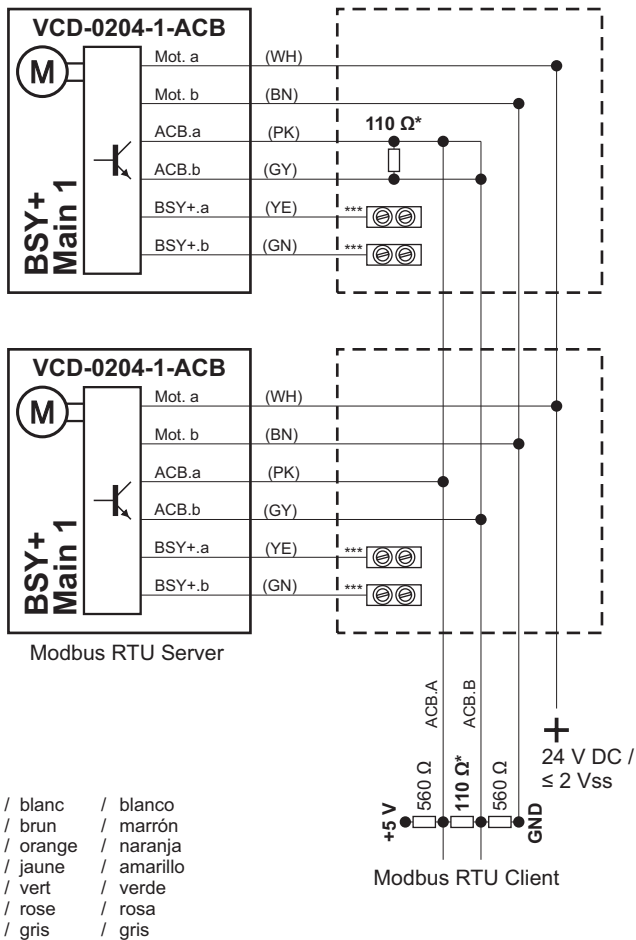 VCD-0204-1-ACB
M
BSY+
Main 1
Mot. a (WH)
Mot. b (BN)
ACB.a (PK)
ACB.b (GY)
BSY+.a (YE)
BSY+.b (GN)
110 Ω*
***
***
VCD-0204-1-ACB
M
BSY+
Main 1
Mot. a (WH)
Mot. b (BN)
ACB.a (PK)
ACB.b (GY)
BSY+.a (YE)
BSY+.b (GN)
***
***
Modbus RTU Server
ACB.A
ACB.B
24 V DC /
≤ 2 Vss
+5 V
560 Ω
110 Ω*
560 Ω
GND
Modbus RTU Client
/ blanc / blanco
/ brun / marrón
/ orange / naranja
/ jaune / amarillo
/ vert / verde
/ rose / rosa
/ gris / gris